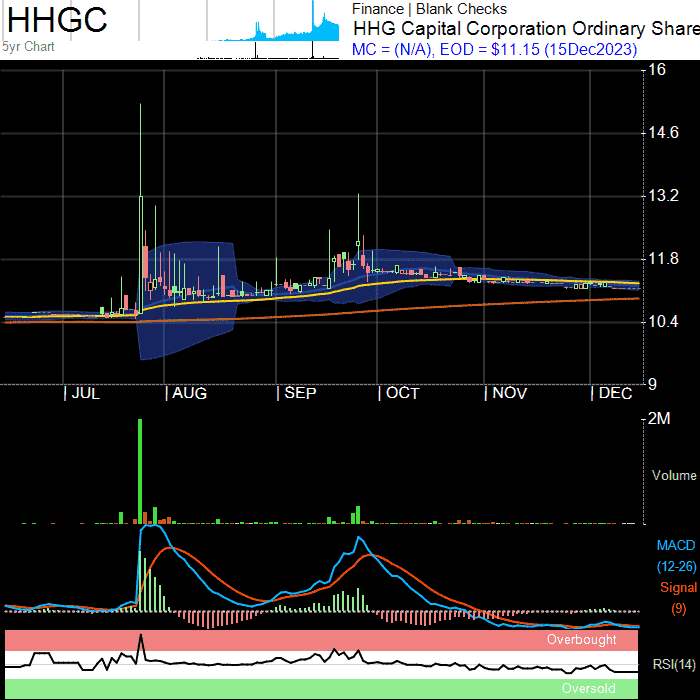 HHGC
5yr Chart
Finance | Blank Checks
HHG Capital Corporation Ordinary Share
MC = (N/A), EOD = $11.15 (15Dec2023)
16
14.6
13.2
11.8
10.4
9
| JUL | AUG | SEP | OCT | NOV | DEC
2M
Volume
MACD
(12-26)
Signal
(9)
Overbought
RSI(14)
Oversold